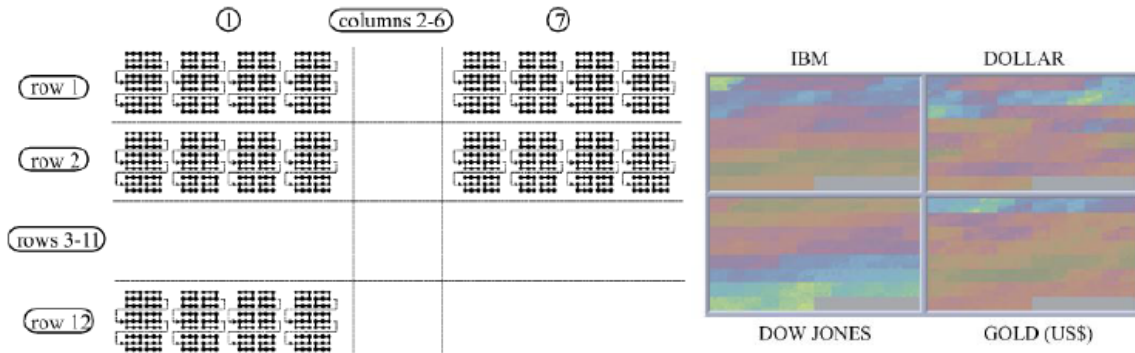 1
columns 2-6
7
row 1
row 2
rows 3-11
row 12
IBM
DOLLAR
DOW JONES
GOLD (US$)